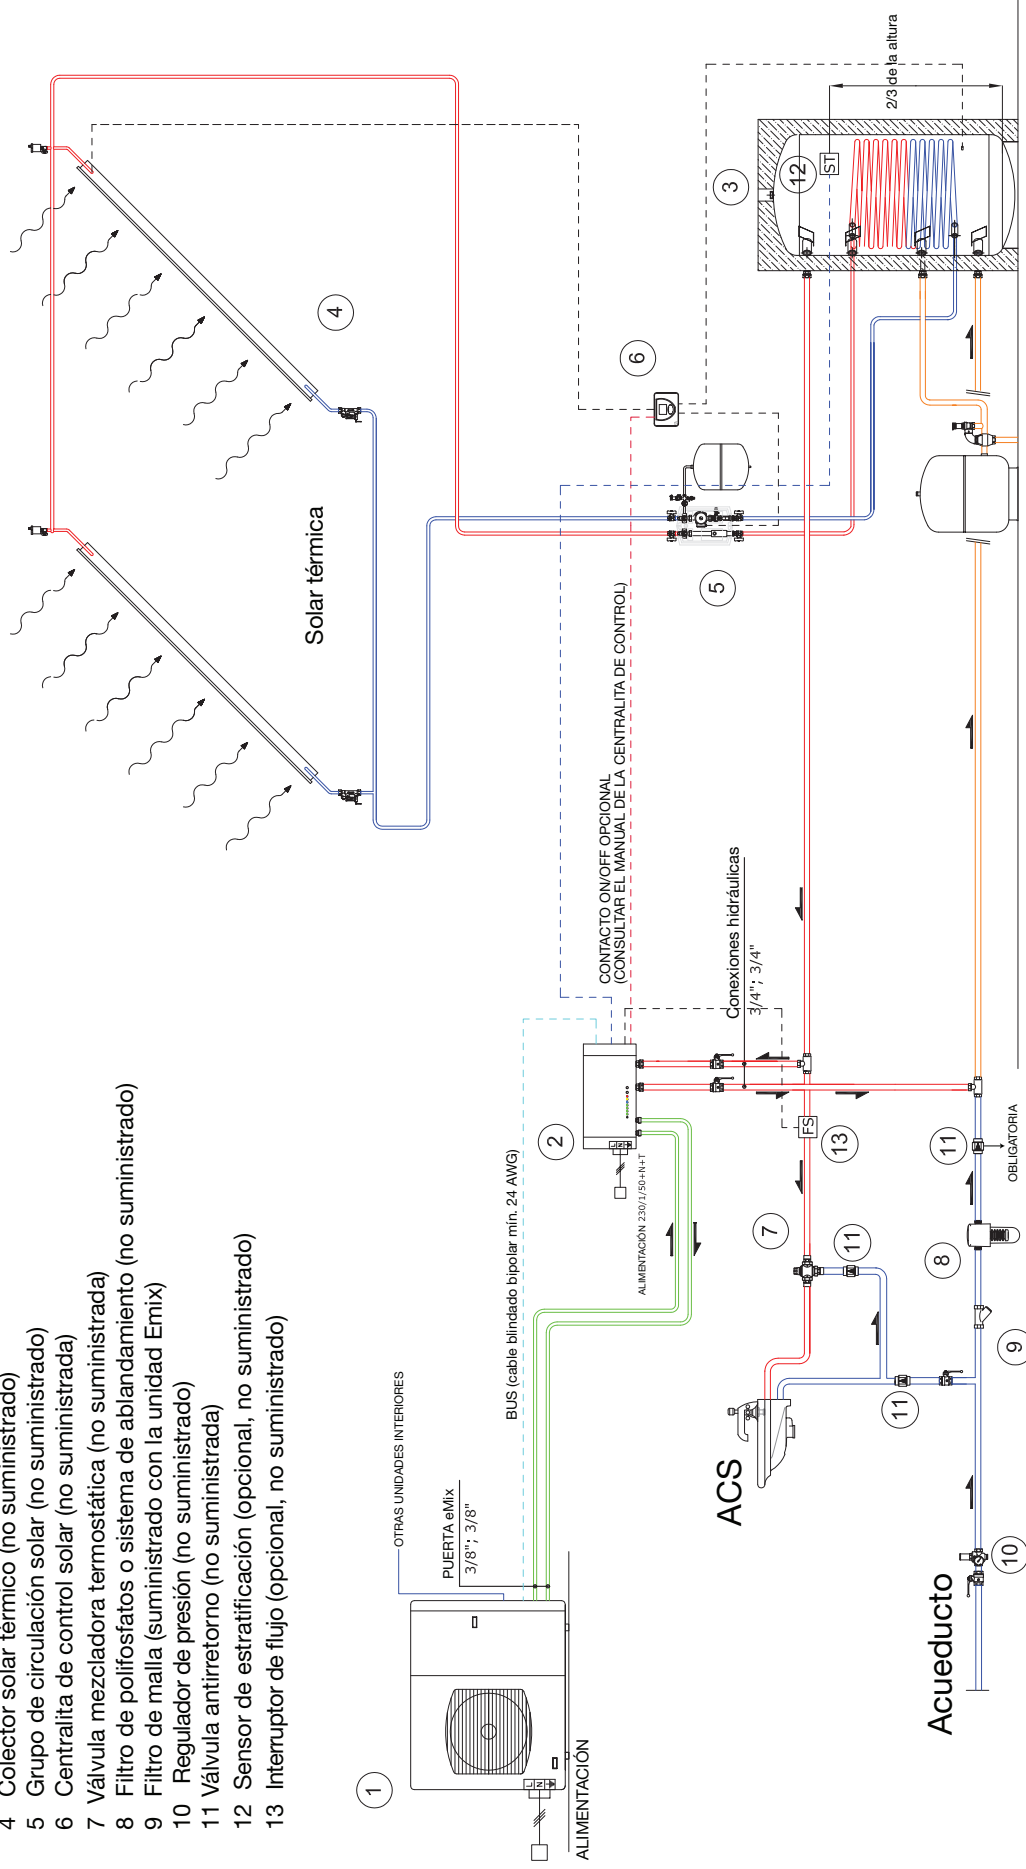 4 Colector solar térmico (no suministrado)
5 Grupo de circulación solar (no suministrado)
6 Centralita de control solar (no suministrada)
7 Válvula mezcladora termostática (no suministrada)
8 Filtro de polifosfatos o sistema de ablandamiento (no suministrado)
9 Filtro de malla (suministrado con la unidad Emix)
10 Regulador de presión (no suministrado)
11 Válvula antirretorno (no suministrada)
12 Sensor de estratificación (opcional, no suministrado)
13 Interruptor de flujo (opcional, no suministrado)
Solar térmica
4
3
12
ST
2/3 de la altura
6
5
CONTACTO ON/OFF OPCIONAL
(CONSULTAR EL MANUAL DE LA CENTRALITA DE CONTROL)
Conexiones hidráulicas
3/4"; 3/4"
2
L
N
ALIMENTACIÓN 230/1/50+N+T
BUS (cable blindado bipolar mín. 24 AWG)
OTRAS UNIDADES INTERIORES
PUERTA eMix
3/8"; 3/8"
1
L
N
ALIMENTACIÓN
FS
13
7
11
11
11
OBLIGATORIA
8
9
10
ACS
Acueducto